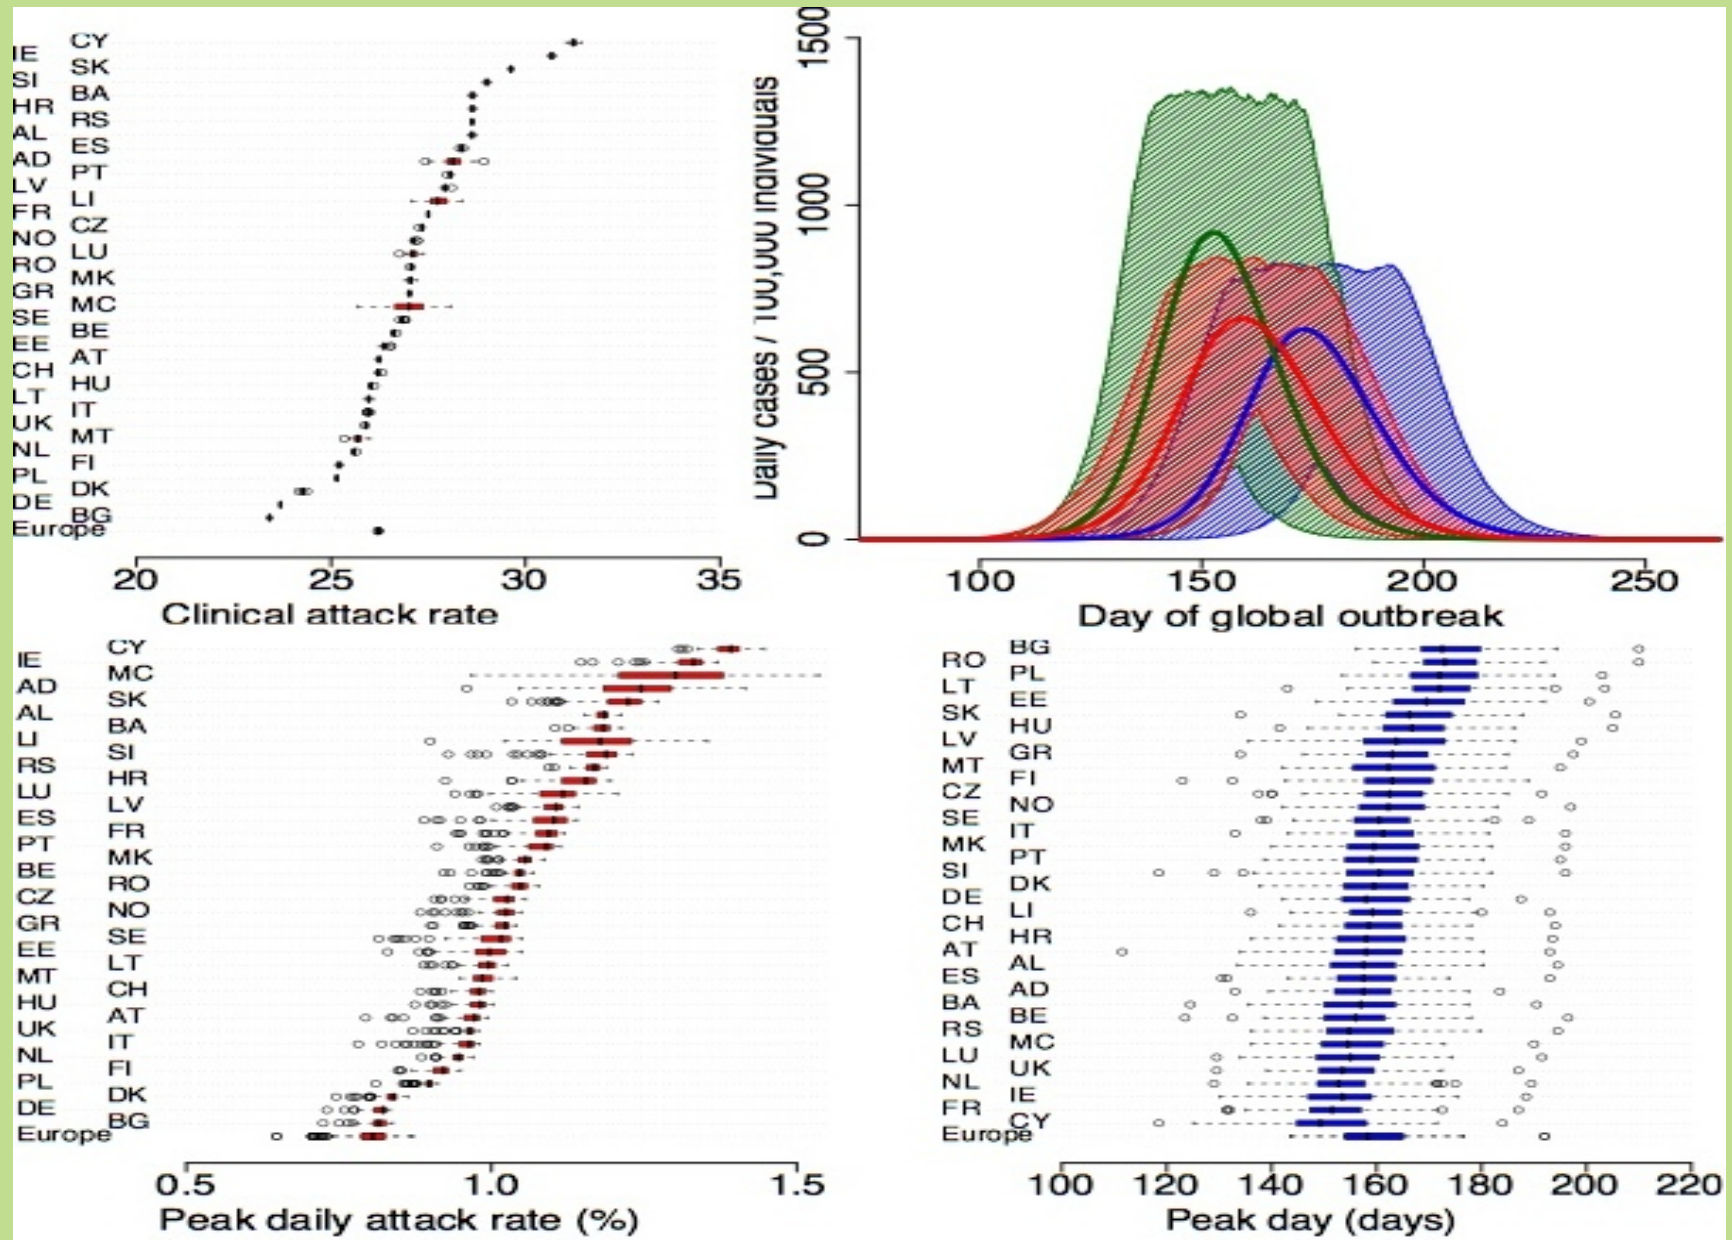 CY
IE
SK
SI
BA
HR
RS
AL
ES
AD
PT
LV
LI
FR
CZ
NO
LU
RO
MK
GR
MC
SE
BE
EE
AT
CH
HU
LT
IT
UK
MT
NL
FI
PL
DK
DE
BG
Europe
20 25 30 35
Clinical attack rate
Daily cases / 100,000 individuals
1500
1000
500
0
100 150 200 250
Day of global outbreak
CY
IE
MC
AD
SK
AL
BA
LI
SI
RS
HR
LU
LV
ES
FR
PT
MK
BE
RO
CZ
NO
GR
SE
EE
LT
MT
CH
HU
AT
UK
IT
NL
FI
PL
DK
DE
BG
Europe
0.5 1.0 1.5
Peak daily attack rate (%)
BG
RO
PL
LT
EE
SK
HU
LV
GR
MT
FI
CZ
NO
SE
IT
MK
PT
SI
DK
DE
LI
CH
HR
AT
AL
ES
AD
BA
BE
RS
MC
LU
UK
NL
IE
FR
CY
Europe
100 120 140 160 180 200 220
Peak day (days)